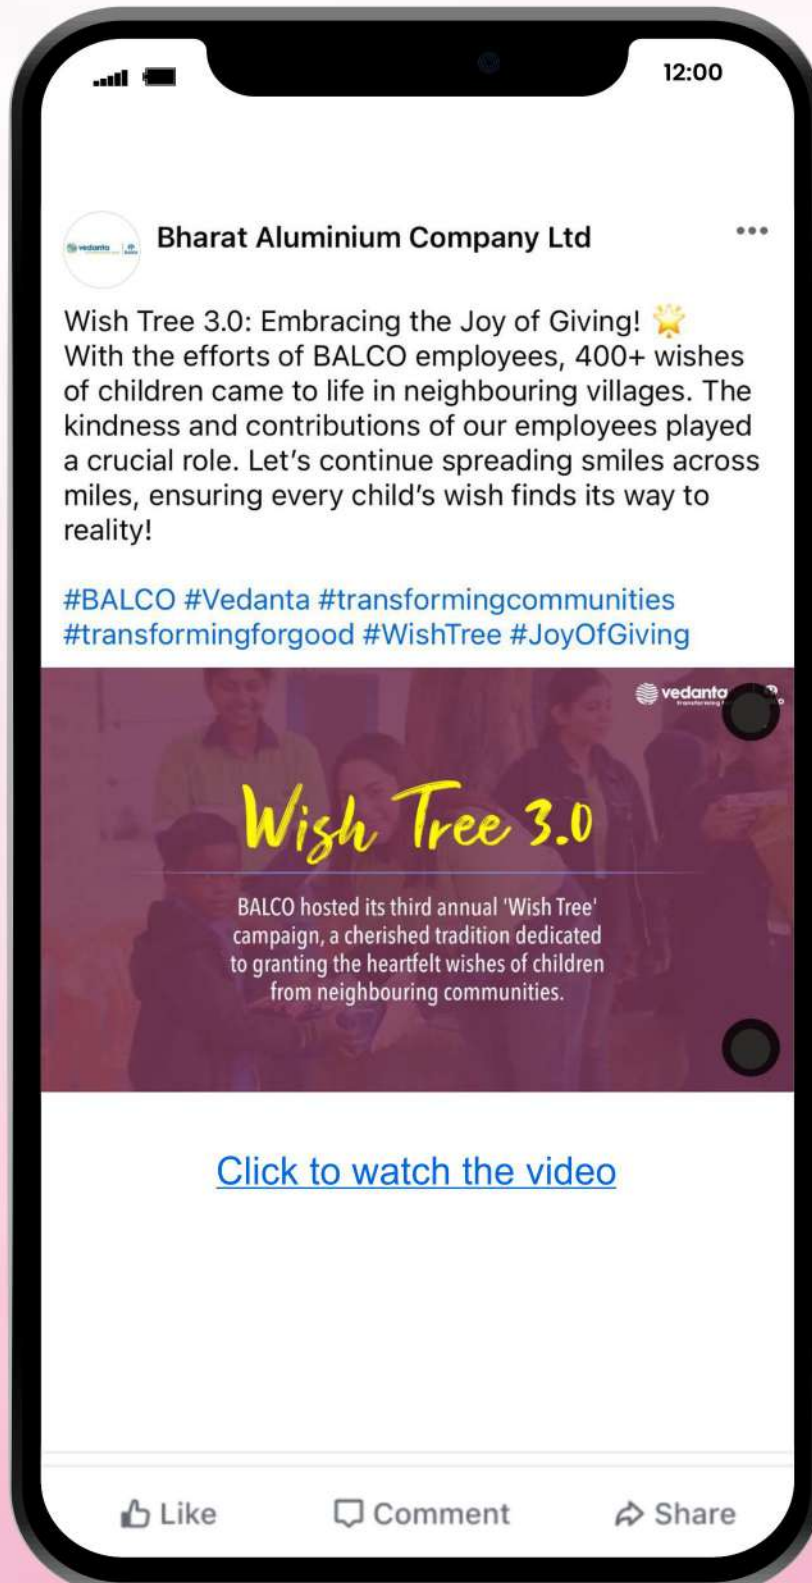 12:00
vedanta
Bharat Aluminium Company Ltd
Wish Tree 3.0: Embracing the Joy of Giving! 🌟
With the efforts of BALCO employees, 400+ wishes
of children came to life in neighbouring villages. The
kindness and contributions of our employees played
a crucial role. Let's continue spreading smiles across
miles, ensuring every child's wish finds its way to
reality!
#BALCO #Vedanta #transformingcommunities
#transformingforgood #WishTree #JoyOfGiving
vedanta
transforming
Wish Tree 3.0
BALCO hosted its third annual 'Wish Tree'
campaign, a cherished tradition dedicated
to granting the heartfelt wishes of children
from neighbouring communities.
Click to watch the video
Like Comment Share